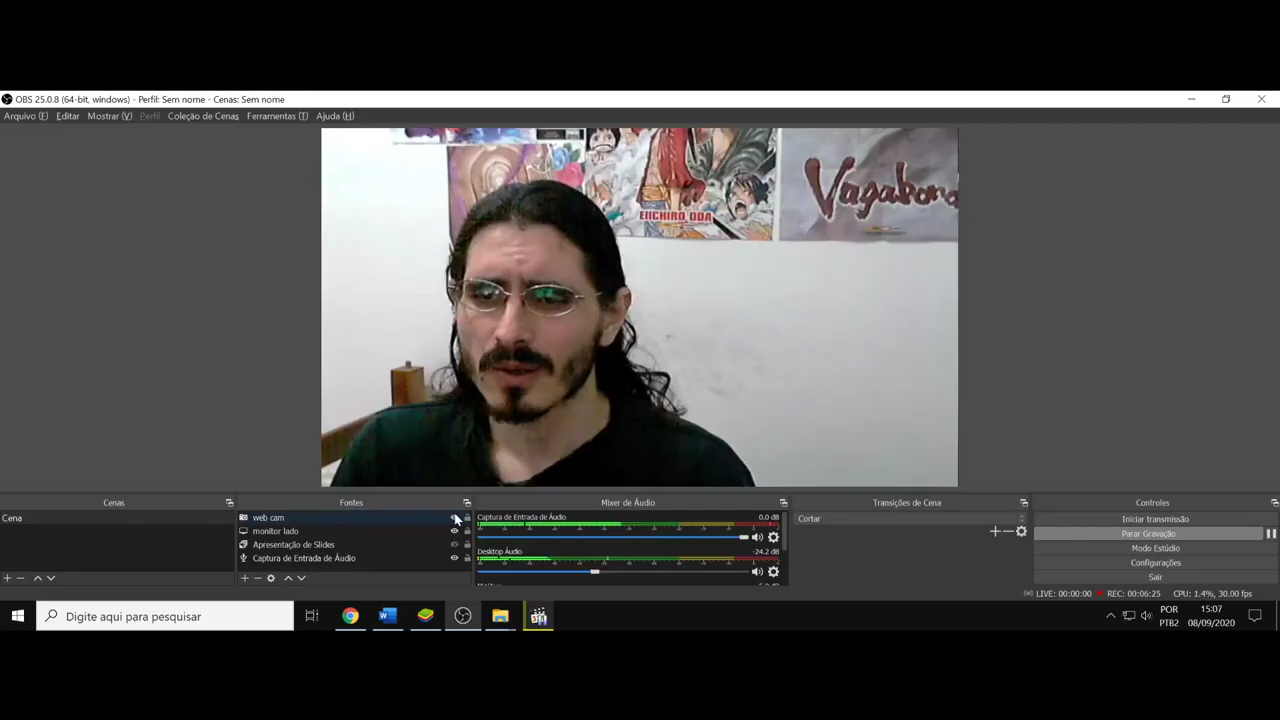 OBS 25.0.8 (64-bit, windows) - Perfil: Sem nome - Cenas: Sem nome
Arquivo (F) Editar Mostrar (V) Perfil Coleção de Cenas Ferramentas (T) Ajuda (H)
EIICHIRO ODA
Vagabond
Cenas Fontes Mixer de Áudio Transições de Cena Controles
Cena
web cam
monitor lado
Apresentação de Slides
Captura de Entrada de Áudio
Captura de Entrada de Áudio 0.0 dB
Desktop Áudio -24.2 dB
Cortar
Iniciar transmissão
Parar Gravação
Modo Estúdio
Configurações
Sair
LIVE: 00:00:00 REC: 00:06:25 CPU: 1.4%, 30.00 fps
Digite aqui para pesquisar
POR
PTB2
15:07
08/09/2020